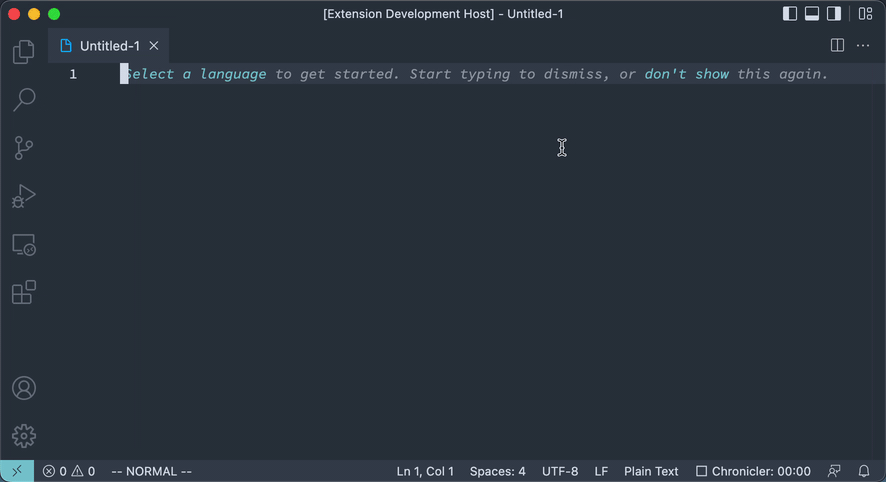 [Extension Development Host] - Untitled-1
Untitled-1
1 Select a language to get started. Start typing to dismiss, or don't show this again.
0 0 -- NORMAL -- Ln 1, Col 1 Spaces: 4 UTF-8 LF Plain Text Chronicler: 00:00